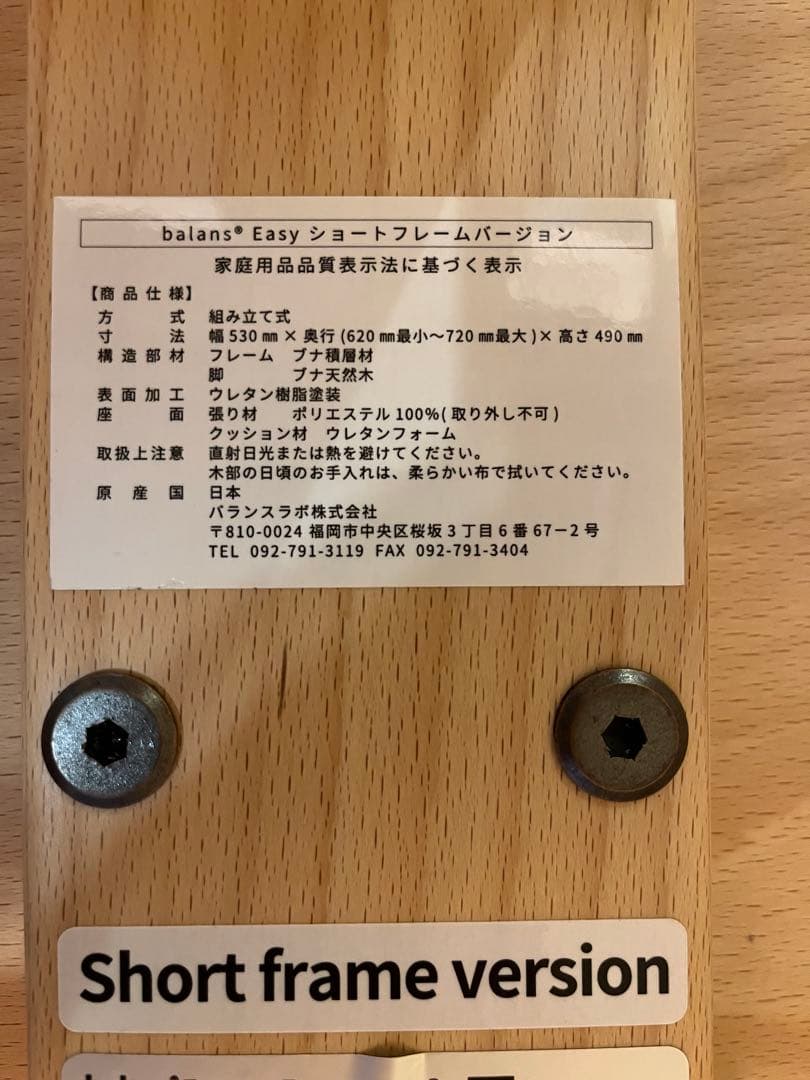 balans® Easy ショートフレームバージョン
家庭用品品質表示法に基づく表示
【商品仕様】
方式 組み立て式
寸法 幅 530 ㎜ × 奥行 (620 ㎜最小～720 ㎜最大 )× 高さ 490 ㎜
構造部材 フレーム ブナ積層材
脚 ブナ天然木
表面加工 ウレタン樹脂塗装
座面 張り材 ポリエステル 100%( 取り外し不可 )
クッション材 ウレタンフォーム
取扱上注意 直射日光または熱を避けてください。
木部の日頃のお手入れは、柔らかい布で拭いてください。
原産国 日本
バランスラボ株式会社
〒810-0024 福岡市中央区桜坂 3 丁目 6 番 67－2 号
TEL 092-791-3119 FAX 092-791-3404
Short frame version